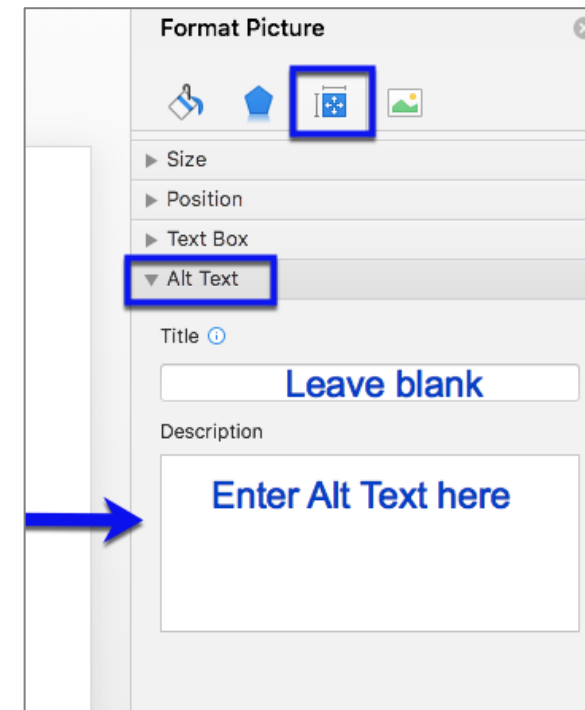 Format Picture
Size
Position
Text Box
Alt Text
Title
Leave blank
Description
Enter Alt Text here